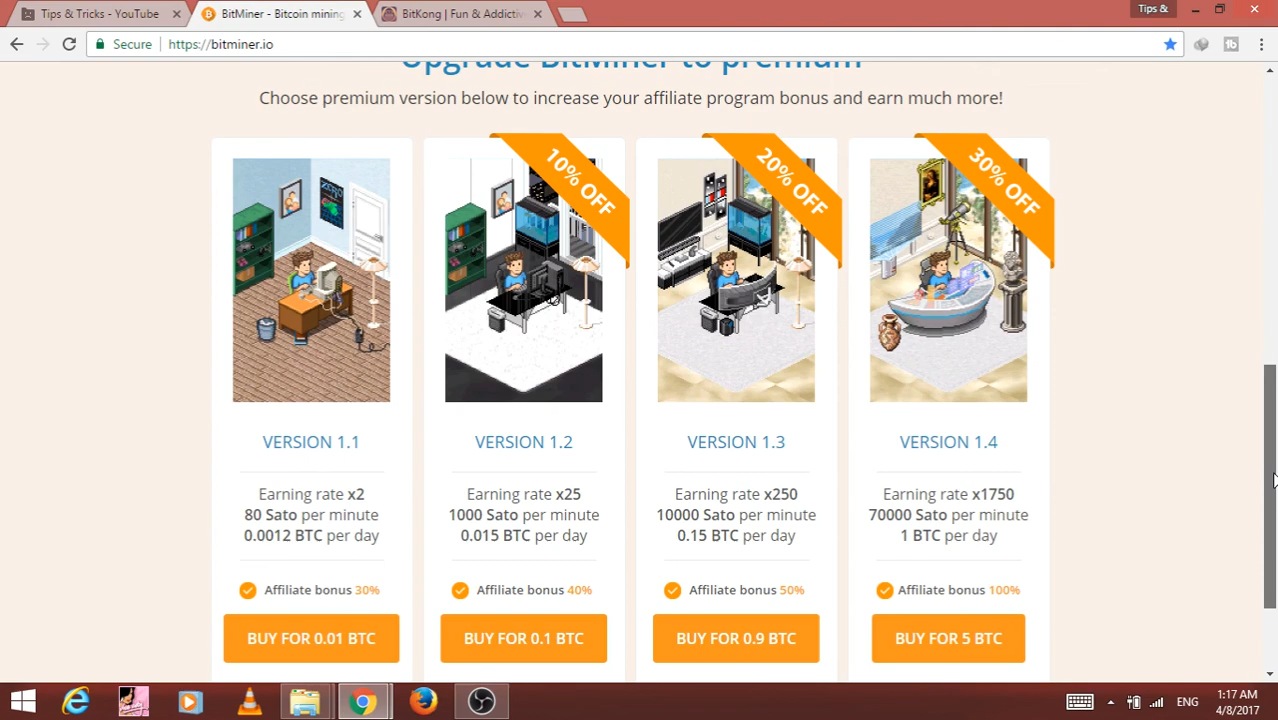 Tips & Tricks - YouTube
BitMiner - Bitcoin mining
BitKong | Fun & Addictiv
Tips &
Secure
https://bitminer.io
Upgrade BitMiner to premium
Choose premium version below to increase your affiliate program bonus and earn much more!
10% OFF
20% OFF
30% OFF
VERSION 1.1
VERSION 1.2
VERSION 1.3
VERSION 1.4
Earning rate x2
80 Sato per minute
0.0012 BTC per day
Earning rate x25
1000 Sato per minute
0.015 BTC per day
Earning rate x250
10000 Sato per minute
0.15 BTC per day
Earning rate x1750
70000 Sato per minute
1 BTC per day
Affiliate bonus 30%
Affiliate bonus 40%
Affiliate bonus 50%
Affiliate bonus 100%
BUY FOR 0.01 BTC
BUY FOR 0.1 BTC
BUY FOR 0.9 BTC
BUY FOR 5 BTC
ENG
1:17 AM
4/8/2017